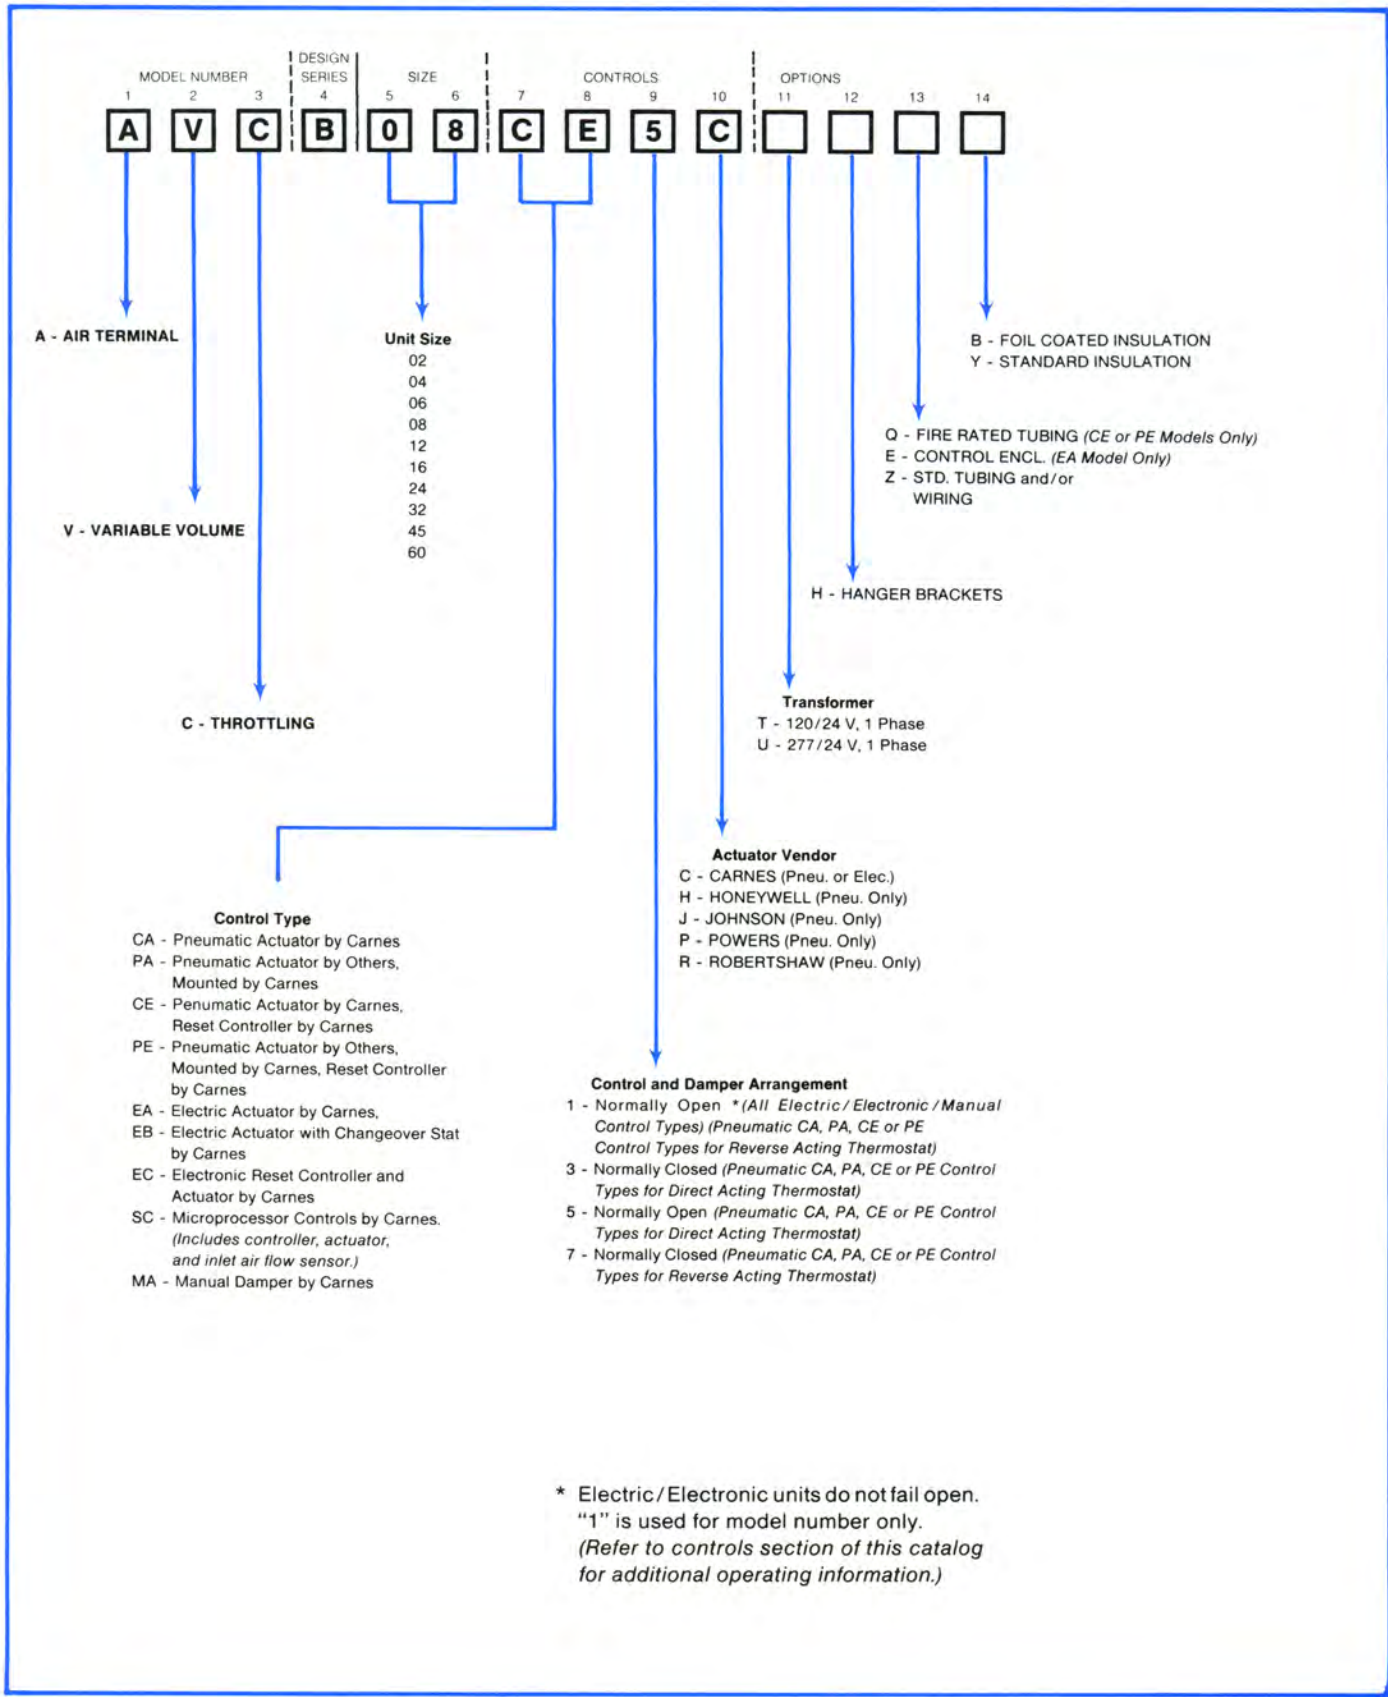 DESIGN
MODEL NUMBER SERIES SIZE CONTROLS OPTIONS
1 2 3 4 5 6 7 8 9 10 11 12 13 14
A V C B 0 8 C E 5 C
A - AIR TERMINAL
V - VARIABLE VOLUME
C - THROTTLING
Unit Size
02
04
06
08
12
16
24
32
45
60
B - FOIL COATED INSULATION
Y - STANDARD INSULATION
Q - FIRE RATED TUBING (CE or PE Models Only)
E - CONTROL ENCL. (EA Model Only)
Z - STD. TUBING and/or
WIRING
H - HANGER BRACKETS
Transformer
T - 120/24 V, 1 Phase
U - 277/24 V, 1 Phase
Actuator Vendor
C - CARNES (Pneu. or Elec.)
H - HONEYWELL (Pneu. Only)
J - JOHNSON (Pneu. Only)
P - POWERS (Pneu. Only)
R - ROBERTSHAW (Pneu. Only)
Control Type
CA - Pneumatic Actuator by Carnes
PA - Pneumatic Actuator by Others,
Mounted by Carnes
CE - Penumatic Actuator by Carnes,
Reset Controller by Carnes
PE - Pneumatic Actuator by Others,
Mounted by Carnes, Reset Controller
by Carnes
EA - Electric Actuator by Carnes,
EB - Electric Actuator with Changeover Stat
by Carnes
EC - Electronic Reset Controller and
Actuator by Carnes
SC - Microprocessor Controls by Carnes.
(Includes controller, actuator,
and inlet air flow sensor.)
MA - Manual Damper by Carnes
Control and Damper Arrangement
1 - Normally Open *(All Electric/Electronic/Manual
Control Types) (Pneumatic CA, PA, CE or PE
Control Types for Reverse Acting Thermostat)
3 - Normally Closed (Pneumatic CA, PA, CE or PE Control
Types for Direct Acting Thermostat)
5 - Normally Open (Pneumatic CA, PA, CE or PE Control
Types for Direct Acting Thermostat)
7 - Normally Closed (Pneumatic CA, PA, CE or PE Control
Types for Reverse Acting Thermostat)
* Electric/Electronic units do not fail open.
“1” is used for model number only.
(Refer to controls section of this catalog
for additional operating information.)